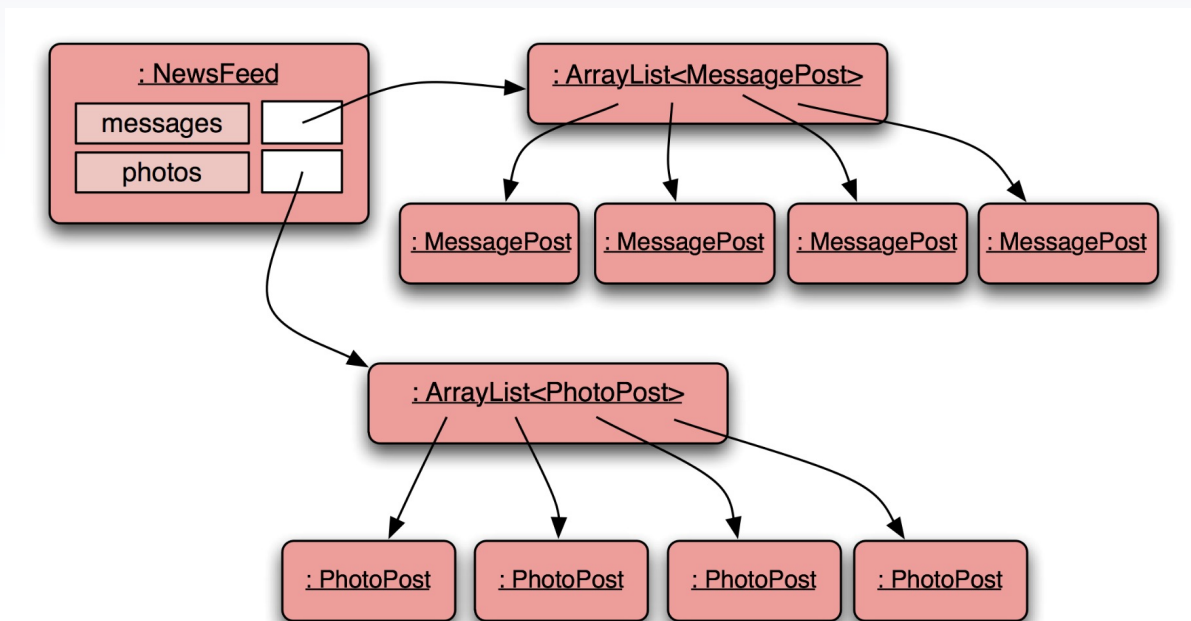 : NewsFeed
messages
photos
: ArrayList<MessagePost>
: MessagePost
: MessagePost
: MessagePost
: MessagePost
: ArrayList<PhotoPost>
: PhotoPost
: PhotoPost
: PhotoPost
: PhotoPost